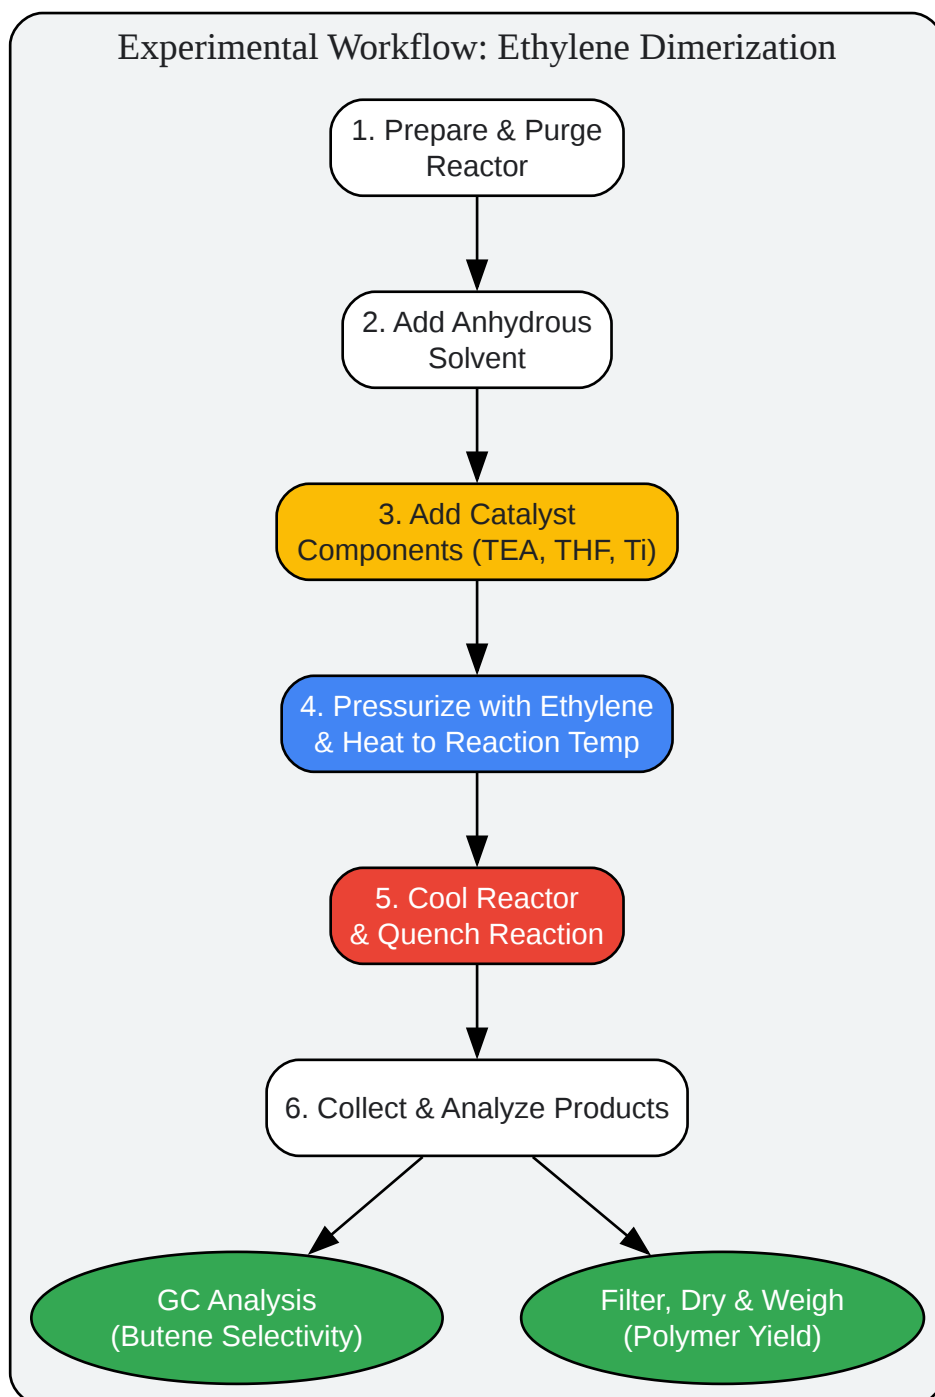 Experimental Workflow: Ethylene Dimerization
1. Prepare & Purge
Reactor
2. Add Anhydrous
Solvent
3. Add Catalyst
Components (TEA, THF, Ti)
4. Pressurize with Ethylene
& Heat to Reaction Temp
5. Cool Reactor
& Quench Reaction
6. Collect & Analyze Products
GC Analysis
(Butene Selectivity)
Filter, Dry & Weigh
(Polymer Yield)